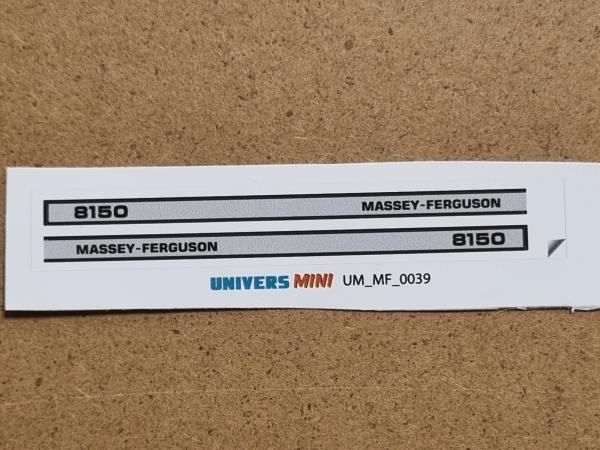 8150 MASSEY-FERGUSON
MASSEY-FERGUSON 8150
UNIVERS MINI UM_MF_0039